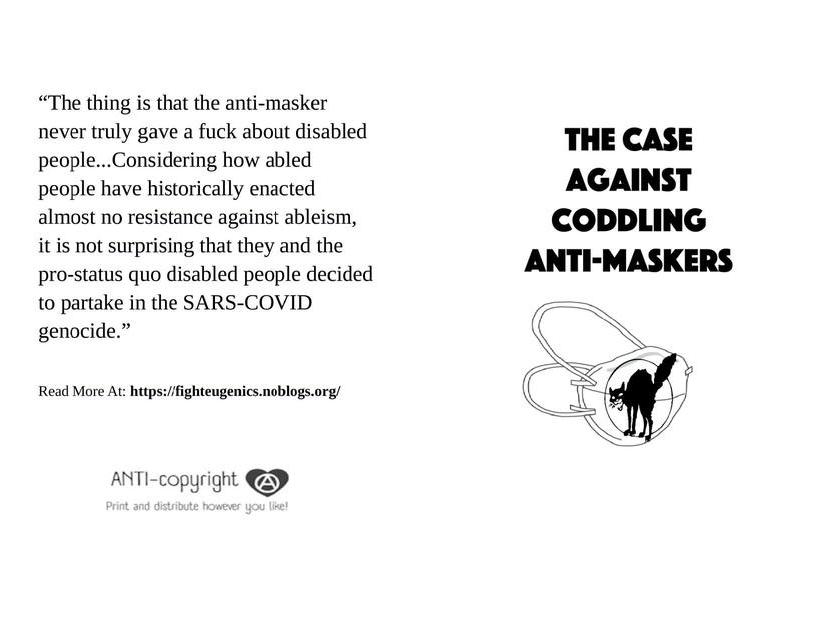 “The thing is that the anti-masker
never truly gave a fuck about disabled
people...Considering how abled
people have historically enacted
almost no resistance against ableism,
it is not surprising that they and the
pro-status quo disabled people decided
to partake in the SARS-COVID
genocide.”
Read More At: https://fighteugenics.noblogs.org/
ANTI-copyright
Print and distribute however you like!
THE CASE
AGAINST
CODDLING
ANTI-MASKERS